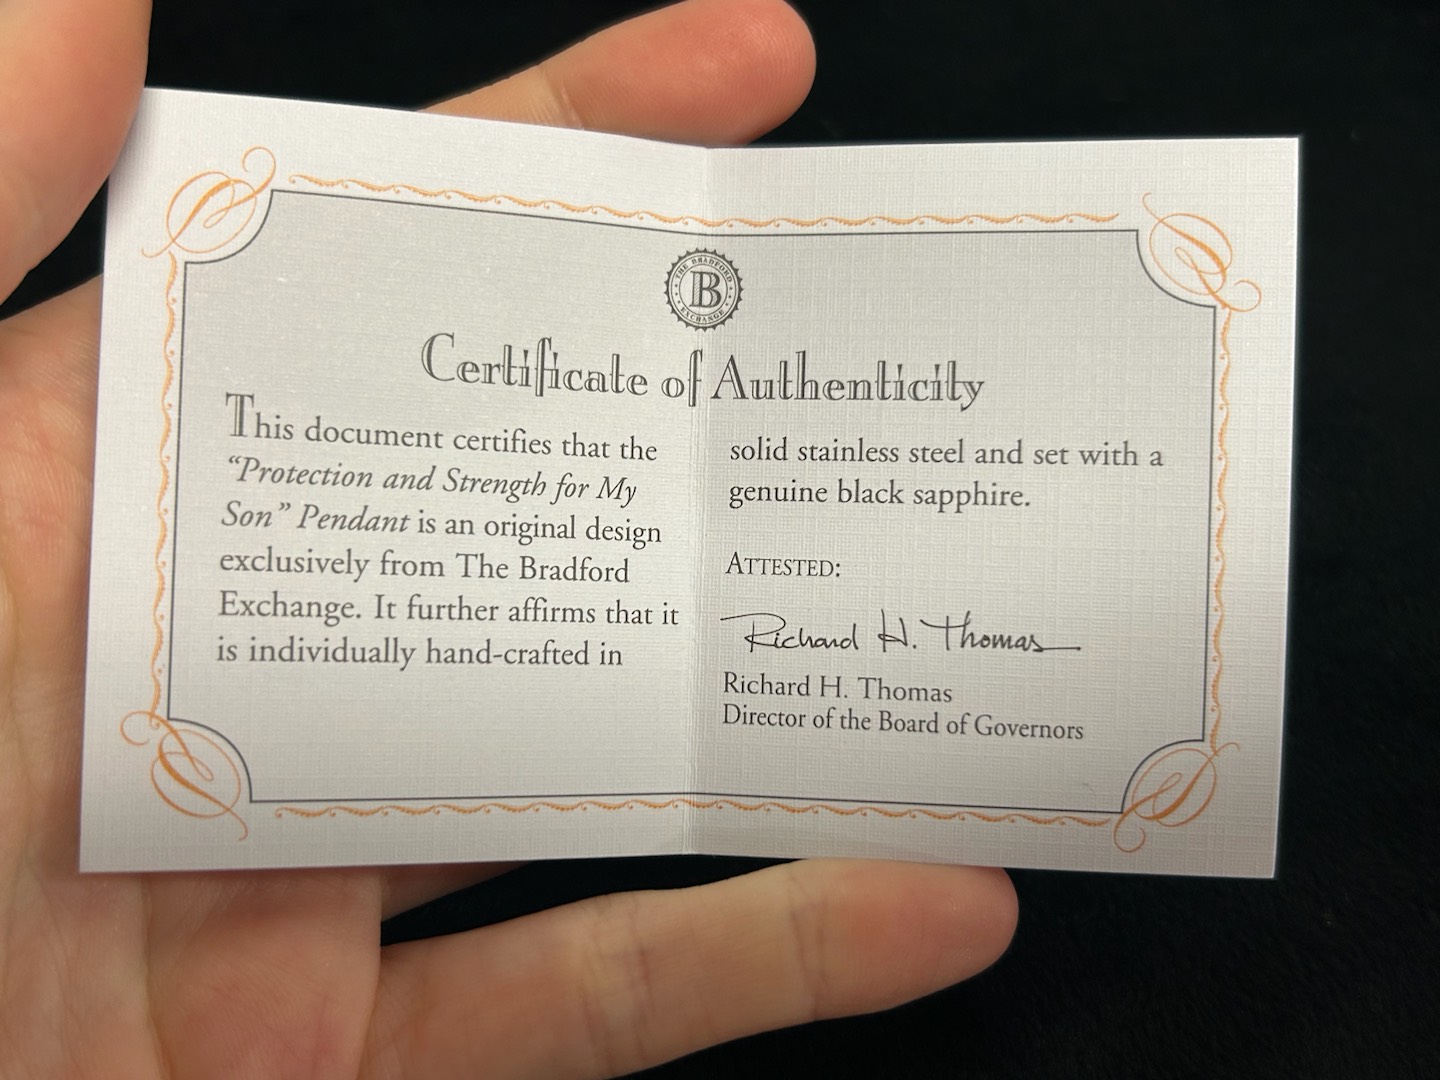 THE BRADFORD
B
EXCHANGE
Certificate of Authenticity
This document certifies that the
“Protection and Strength for My
Son” Pendant is an original design
exclusively from The Bradford
Exchange. It further affirms that it
is individually hand-crafted in
solid stainless steel and set with a
genuine black sapphire.
ATTESTED:
Richard H. Thomas
Richard H. Thomas
Director of the Board of Governors